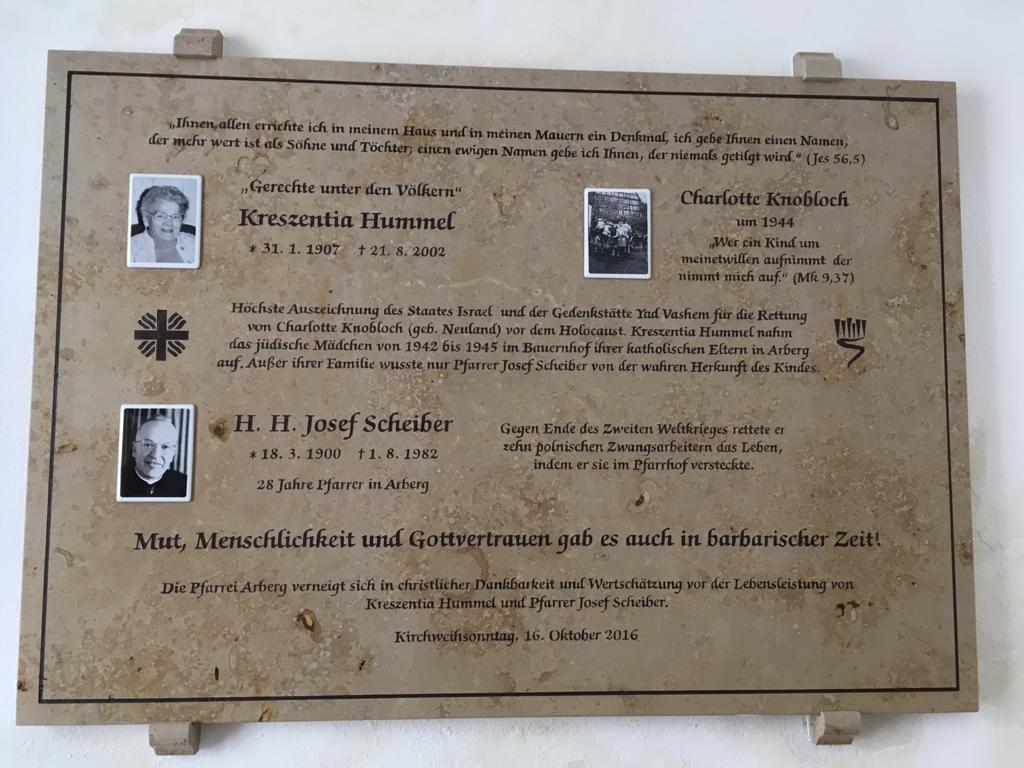 „Ihnen allen errichte ich in meinem Haus und in meinen Mauern ein Denkmal, ich gebe Ihnen einen Namen,
der mehr wert ist als Söhne und Töchter; einen ewigen Namen gebe ich Ihnen, der niemals getilgt wird.“ (Jes 56,5)
„Gerechte unter den Völkern“
Kreszentia Hummel
* 31. 1. 1907 † 21. 8. 2002
Charlotte Knobloch
um 1944
„Wer ein Kind um
meinetwillen aufnimmt der
nimmt mich auf.“ (Mk 9,37)
Höchste Auszeichnung des Staates Israel und der Gedenkstätte Yad Vashem für die Rettung
von Charlotte Knobloch (geb. Neuland) vor dem Holocaust. Kreszentia Hummel nahm
das jüdische Mädchen von 1942 bis 1945 im Bauernhof ihrer katholischen Eltern in Arberg
auf. Außer ihrer Familie wusste nur Pfarrer Josef Scheiber von der wahren Herkunft des Kindes.
H. H. Josef Scheiber
* 18. 3. 1900 † 1. 8. 1982
28 Jahre Pfarrer in Arberg
Gegen Ende des Zweiten Weltkrieges rettete er
zehn polnischen Zwangsarbeitern das Leben,
indem er sie im Pfarrhof versteckte.
Mut, Menschlichkeit und Gottvertrauen gab es auch in barbarischer Zeit!
Die Pfarrei Arberg verneigt sich in christlicher Dankbarkeit und Wertschätzung vor der Lebensleistung von
Kreszentia Hummel und Pfarrer Josef Scheiber.
Kirchweihsonntag, 16. Oktober 2016